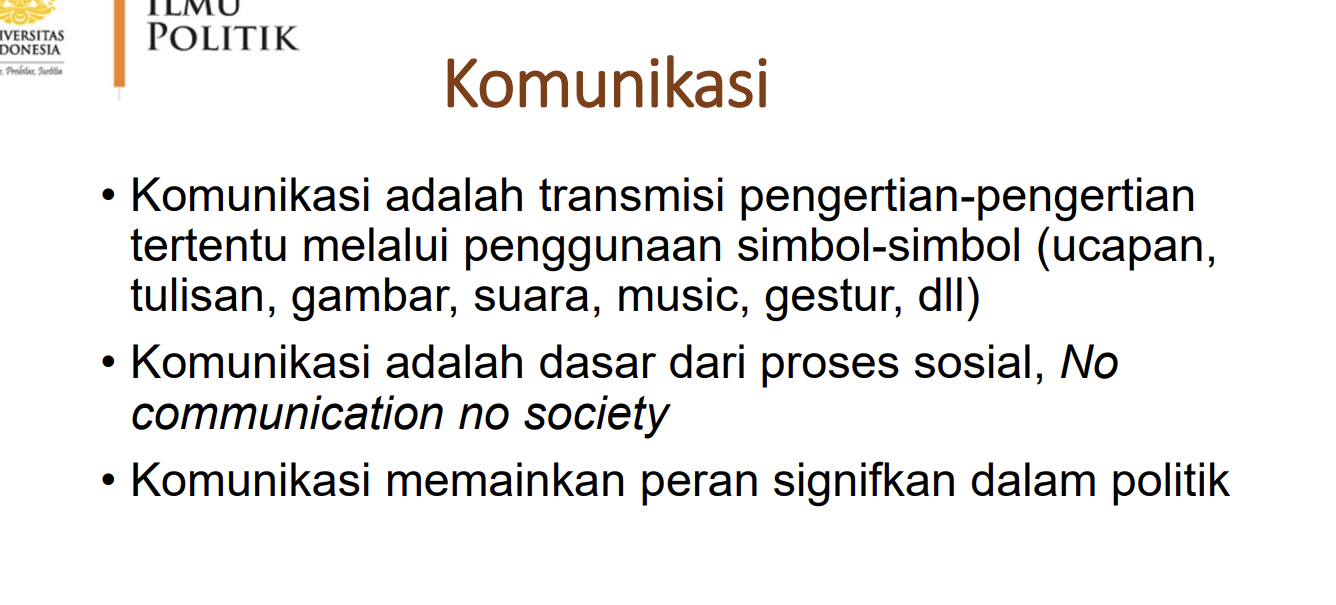 ILMU
POLITIK
IVERSITAS
DONESIA
Probitas, Iustitia
Komunikasi
• Komunikasi adalah transmisi pengertian-pengertian
tertentu melalui penggunaan simbol-simbol (ucapan,
tulisan, gambar, suara, music, gestur, dll)
• Komunikasi adalah dasar dari proses sosial, No
communication no society
• Komunikasi memainkan peran signifkan dalam politik